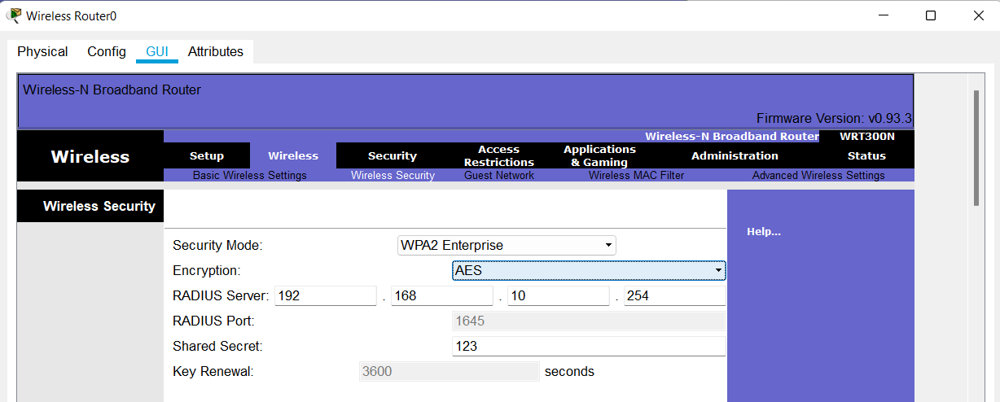 Wireless Router0
Physical Config GUI Attributes
Wireless-N Broadband Router
Firmware Version: v0.93.3
Wireless-N Broadband Router WRT300N
Wireless
Setup Wireless Security Access Restrictions Applications & Gaming Administration Status
Basic Wireless Settings Wireless Security Guest Network Wireless MAC Filter Advanced Wireless Settings
Wireless Security
Help...
Security Mode: WPA2 Enterprise
Encryption: AES
RADIUS Server: 192 . 168 . 10 . 254
RADIUS Port: 1645
Shared Secret: 123
Key Renewal: 3600 seconds